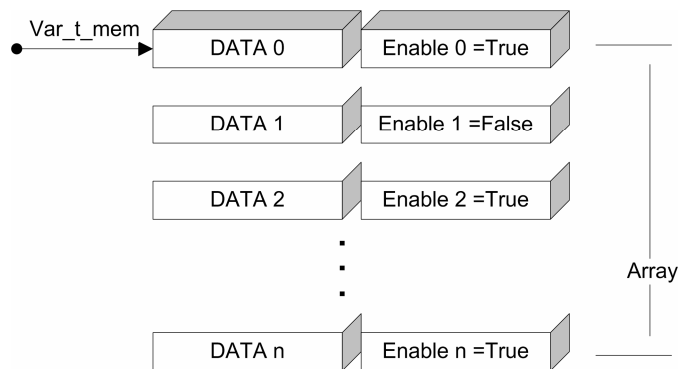 Var_t_mem
DATA 0 Enable 0 =True
DATA 1 Enable 1 =False
DATA 2 Enable 2 =True
Array
DATA n Enable n =True